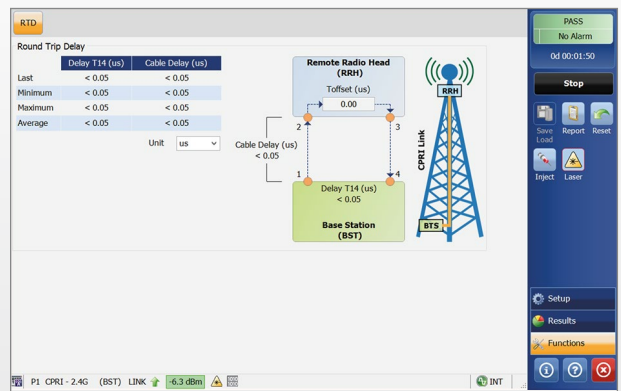 RTD
Round Trip Delay
Delay T14 (us) Cable Delay (us)
Last < 0.05 < 0.05
Minimum < 0.05 < 0.05
Maximum < 0.05 < 0.05
Average < 0.05 < 0.05
Unit us
Remote Radio Head
(RRH)
Toffset (us)
0.00
2 3
Cable Delay (us)
< 0.05
1 4
Delay T14 (us)
< 0.05
Base Station
(BST)
RRH
CPRI Link
BTS
PASS
No Alarm
0d 00:01:50
Stop
Save
Load
Report
Reset
Inject
Laser
Setup
Results
Functions
P1 CPRI - 2.4G (BST) LINK -6.3 dBm INT